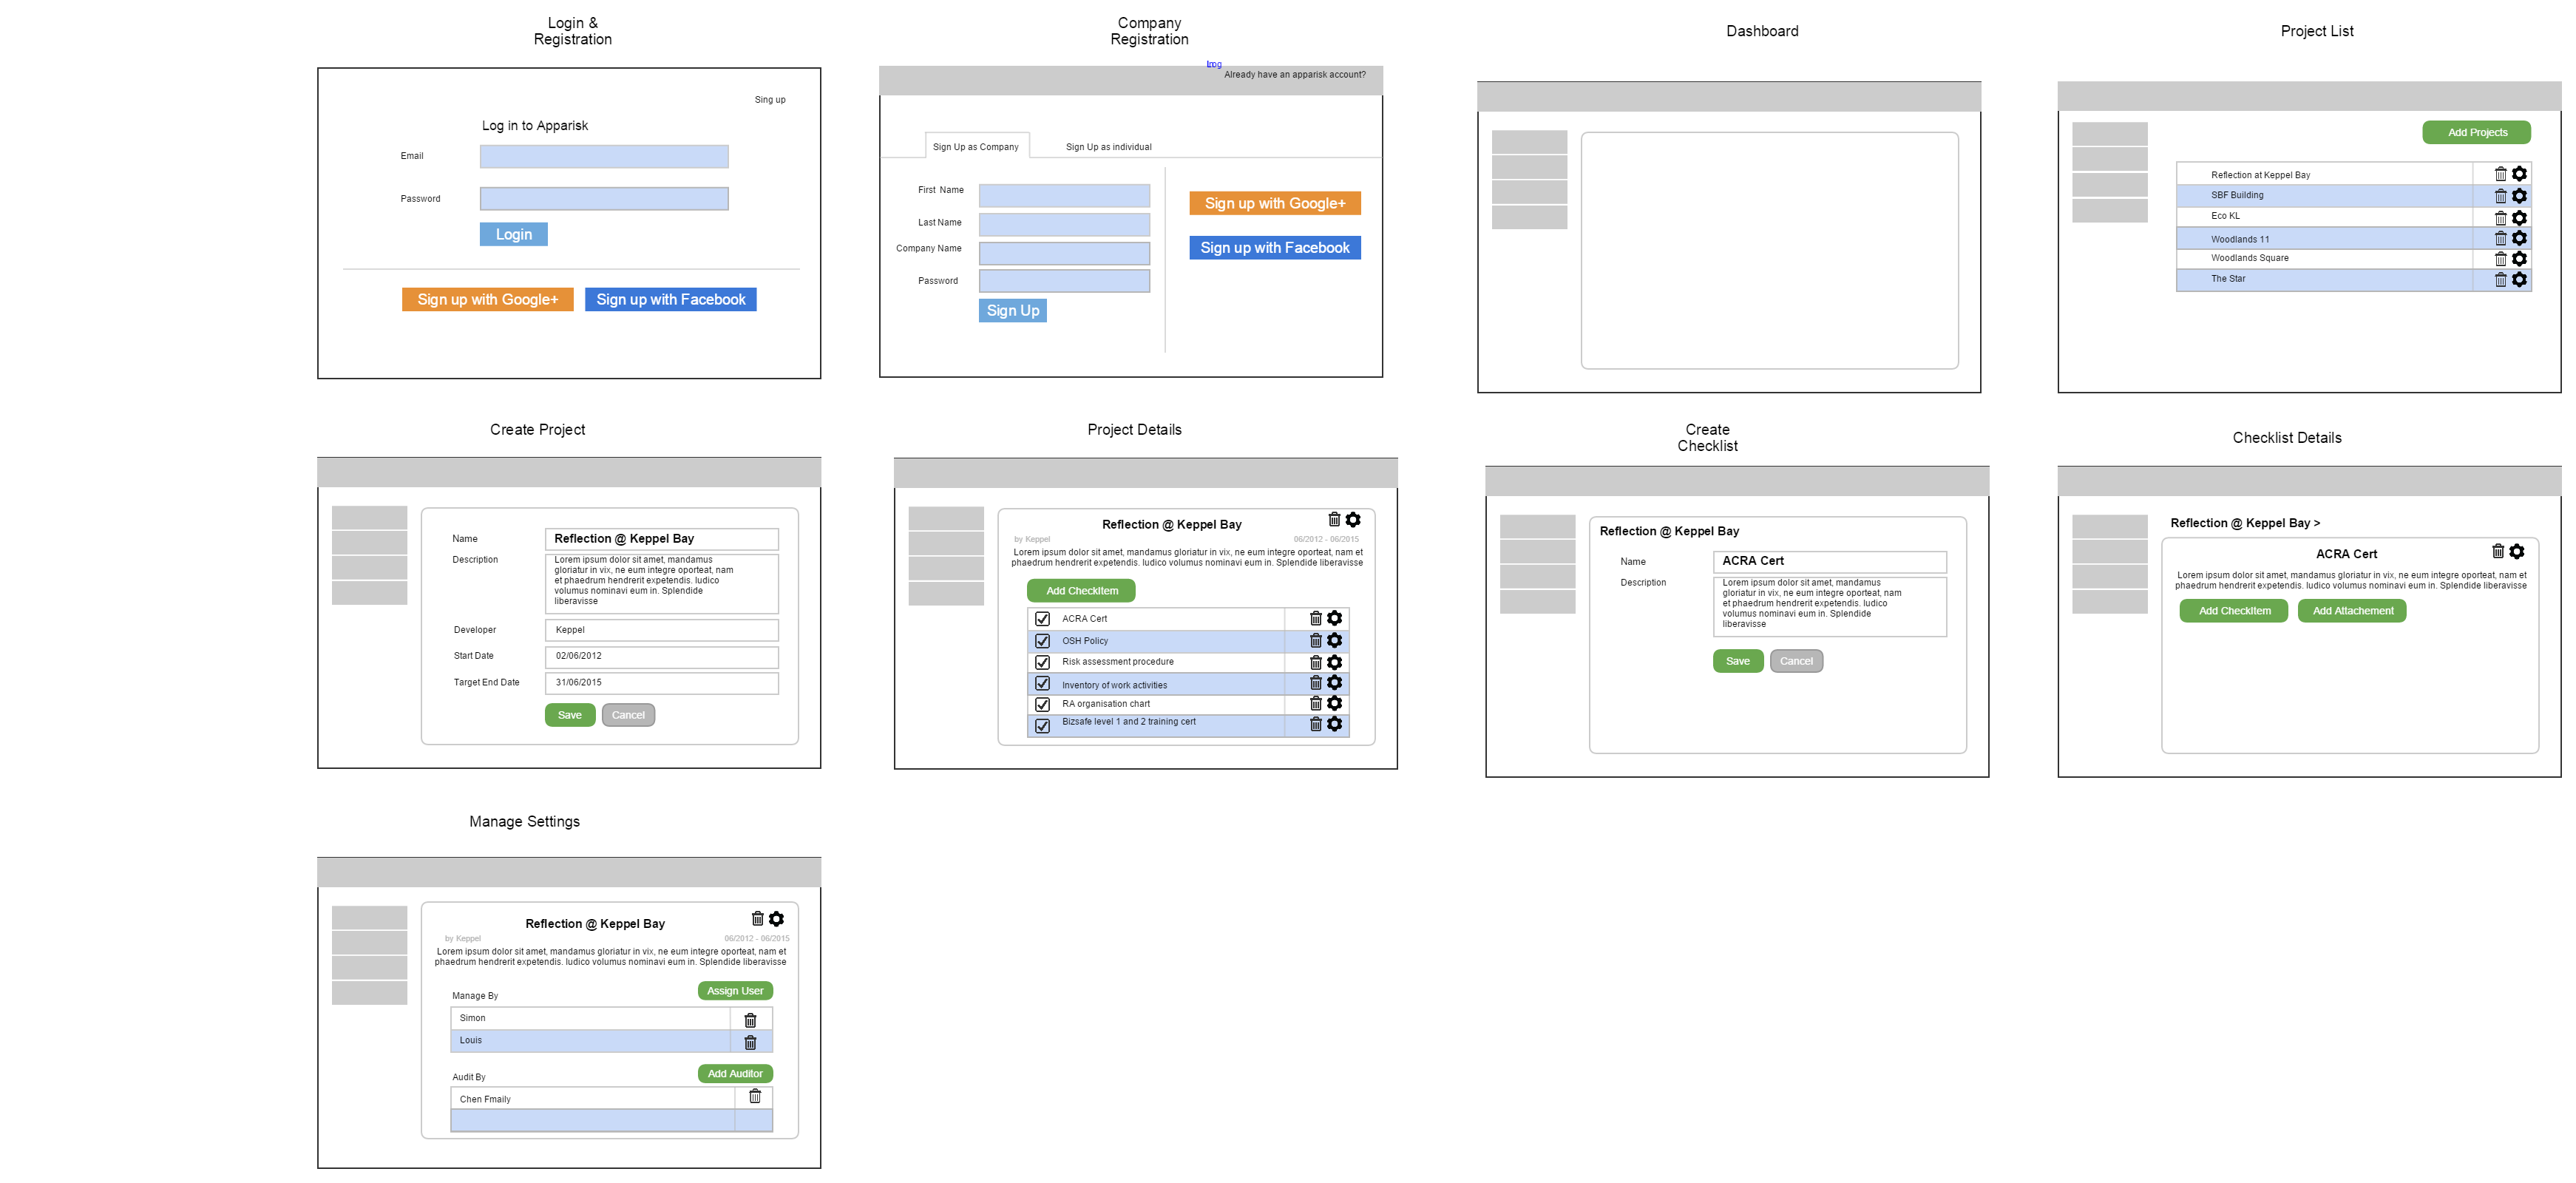 Login &
Registration
Sing up
Log in to Apparisk
Email
Password
Login
Sign up with Google+
Sign up with Facebook
Company
Registration
Already have an apparisk account?
Sign Up as Company
Sign Up as individual
First Name
Last Name
Company Name
Password
Sign Up
Sign up with Google+
Sign up with Facebook
Dashboard
Project List
Add Projects
Reflection at Keppel Bay
SBF Building
Eco KL
Woodlands 11
Woodlands Square
The Star
Create Project
Name
Reflection @ Keppel Bay
Description
Lorem ipsum dolor sit amet, mandamus
gloriatur in vix, ne eum integre oporteat, nam
et phaedrum hendrerit expetendis. Iudico
volumus nominavi eum in. Splendide
liberavisse
Developer
Keppel
Start Date
02/06/2012
Target End Date
31/06/2015
Save
Cancel
Project Details
Reflection @ Keppel Bay
by Keppel
06/2012 - 06/2015
Lorem ipsum dolor sit amet, mandamus gloriatur in vix, ne eum integre oporteat, nam et
phaedrum hendrerit expetendis. Iudico volumus nominavi eum in. Splendide liberavisse
Add CheckItem
ACRA Cert
OSH Policy
Risk assessment procedure
Inventory of work activities
RA organisation chart
Bizsafe level 1 and 2 training cert
Create
Checklist
Reflection @ Keppel Bay
Name
ACRA Cert
Description
Lorem ipsum dolor sit amet, mandamus
gloriatur in vix, ne eum integre oporteat, nam
et phaedrum hendrerit expetendis. Iudico
volumus nominavi eum in. Splendide
liberavisse
Save
Cancel
Checklist Details
Reflection @ Keppel Bay >
ACRA Cert
Lorem ipsum dolor sit amet, mandamus gloriatur in vix, ne eum integre oporteat, nam et
phaedrum hendrerit expetendis. Iudico volumus nominavi eum in. Splendide liberavisse
Add CheckItem
Add Attachement
Manage Settings
Reflection @ Keppel Bay
by Keppel
06/2012 - 06/2015
Lorem ipsum dolor sit amet, mandamus gloriatur in vix, ne eum integre oporteat, nam et
phaedrum hendrerit expetendis. Iudico volumus nominavi eum in. Splendide liberavisse
Manage By
Assign User
Simon
Louis
Audit By
Add Auditor
Chen Fmaily